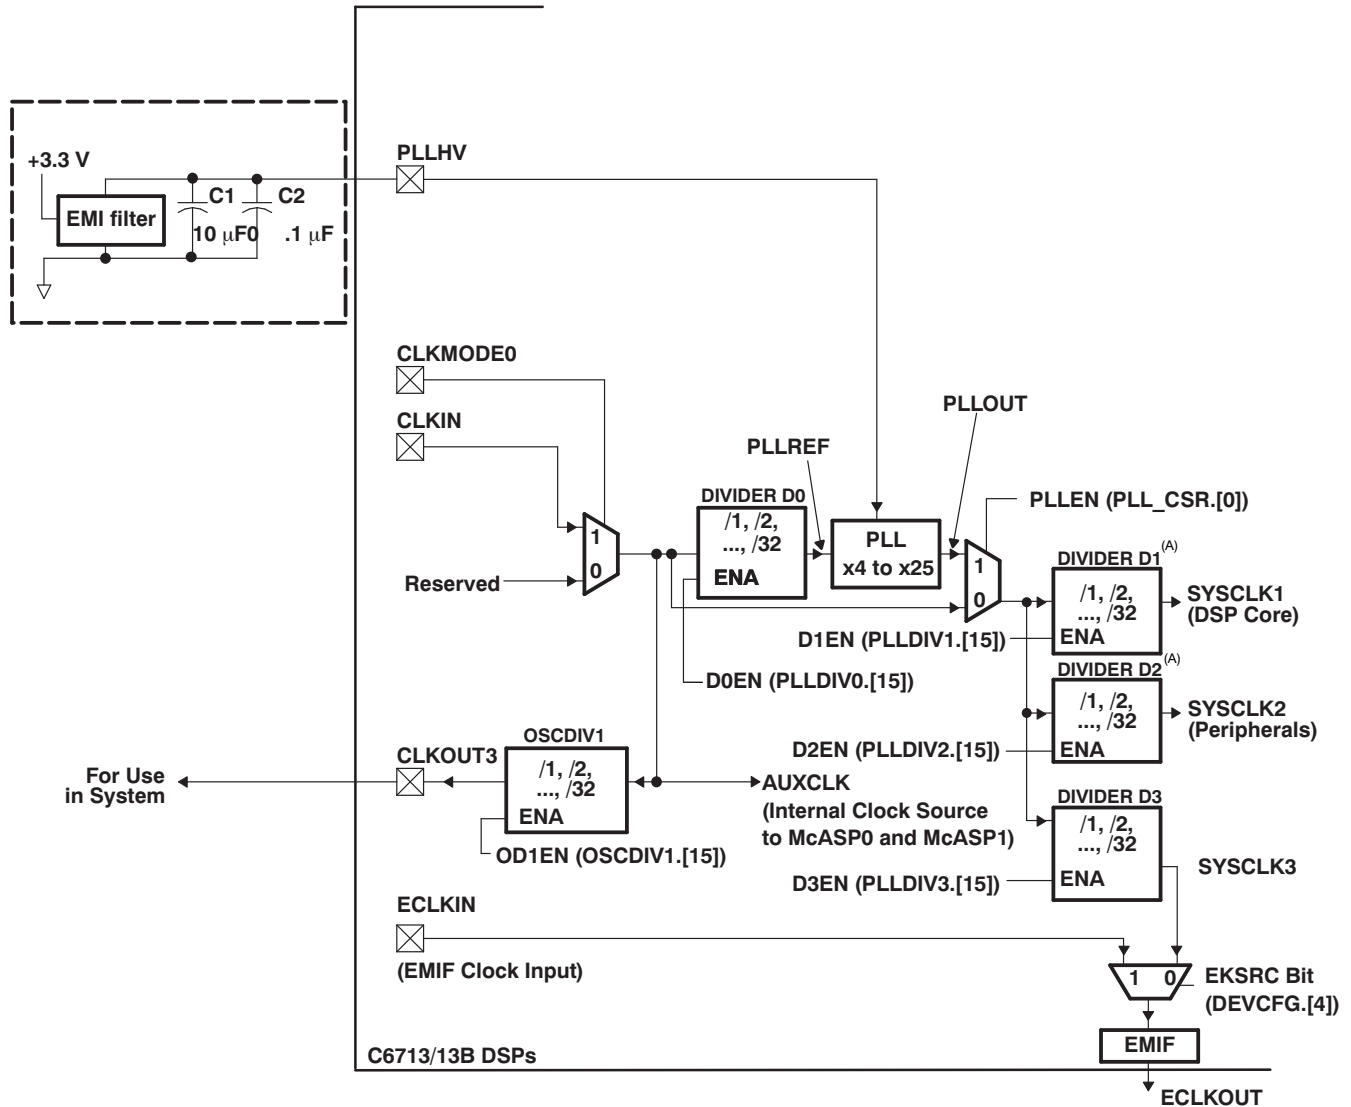 +3.3 V
EMI filter
C1
C2
10 μF0
.1 μF
PLLHV
CLKMODE0
CLKIN
Reserved
1
0
PLLREF
PLLOUT
DIVIDER D0
/1, /2,
..., /32
ENA
PLL
x4 to x25
PLLEN (PLL_CSR.[0])
1
0
DIVIDER D1(A)
/1, /2,
..., /32
ENA
SYSCLK1
(DSP Core)
D1EN (PLLDIV1.[15])
D0EN (PLLDIV0.[15])
DIVIDER D2(A)
/1, /2,
..., /32
ENA
SYSCLK2
(Peripherals)
D2EN (PLLDIV2.[15])
For Use
in System
CLKOUT3
OSCDIV1
/1, /2,
..., /32
ENA
OD1EN (OSCDIV1.[15])
AUXCLK
(Internal Clock Source
to McASP0 and McASP1)
DIVIDER D3
/1, /2,
..., /32
ENA
SYSCLK3
D3EN (PLLDIV3.[15])
ECLKIN
(EMIF Clock Input)
1 0
EKSRC Bit
(DEVCFG.[4])
EMIF
C6713/13B DSPs
ECLKOUT